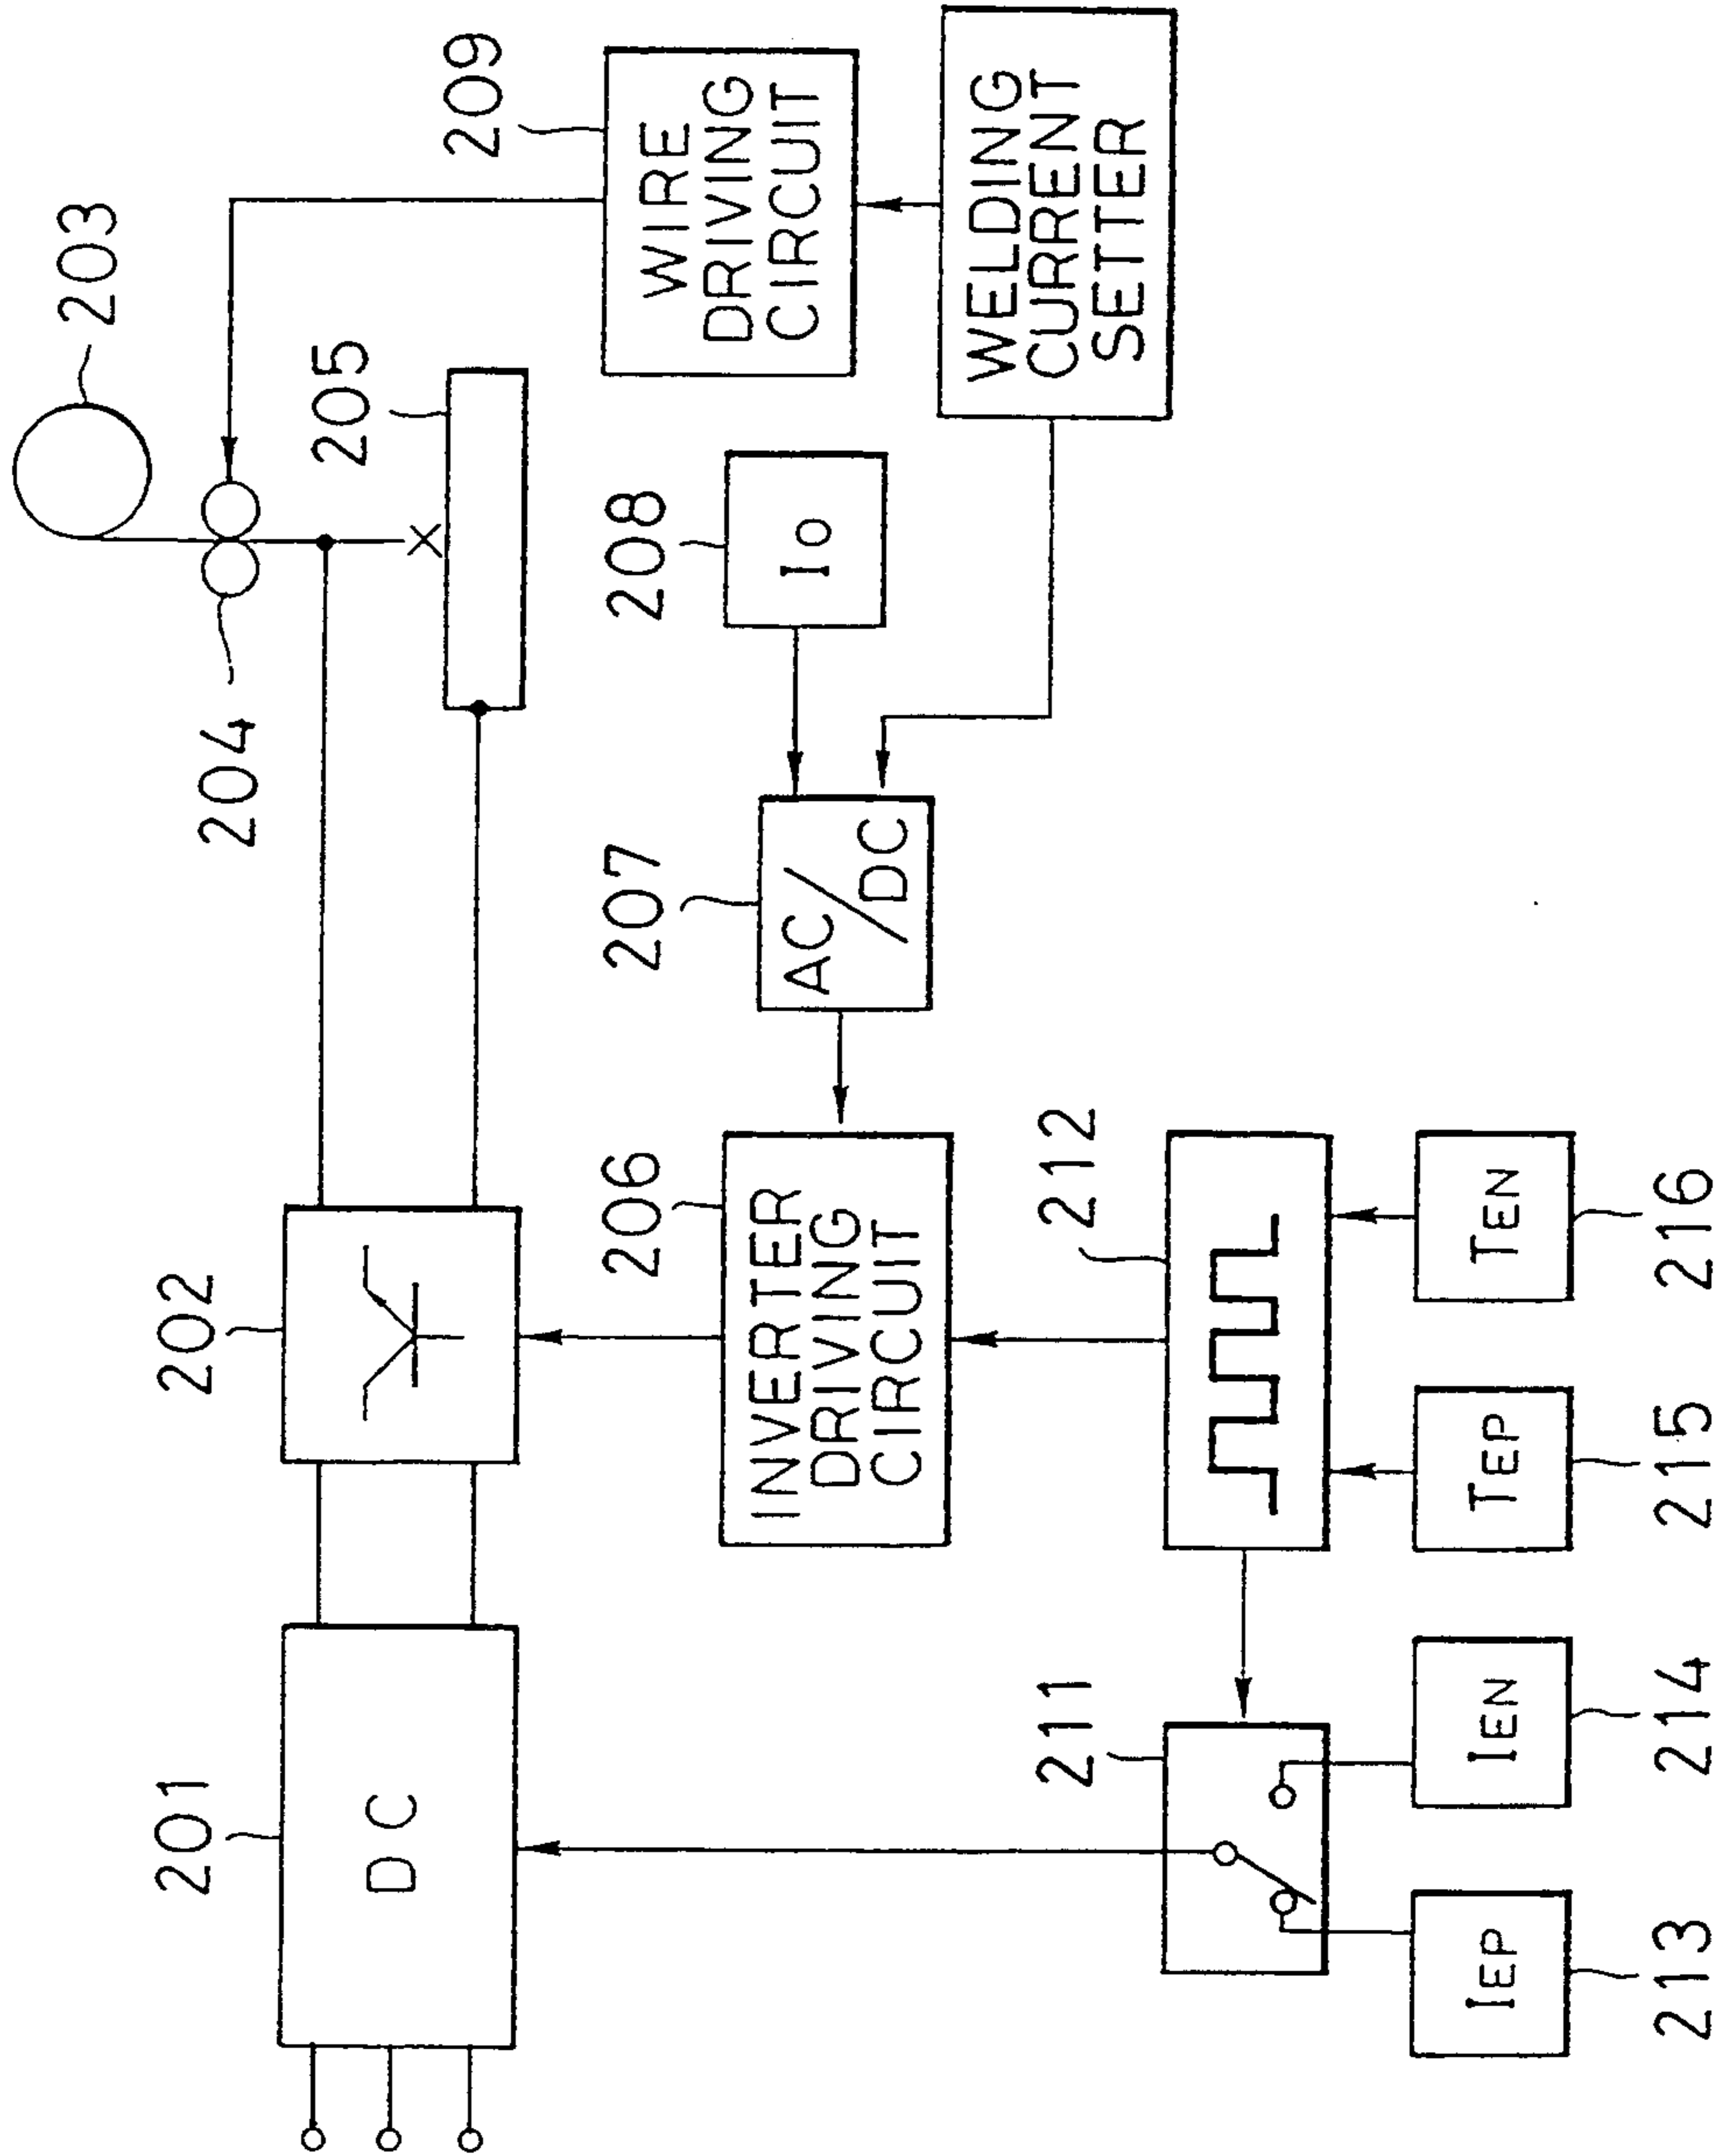 203
204
205
209
WIRE
DRIVING
CIRCUIT
201
DC
202
206
INVERTER
DRIVING
CIRCUIT
207
AC/DC
208
Io
WELDING
CURRENT
SETTER
211
212
IEP
213
IEN
214
TEP
215
TEN
216